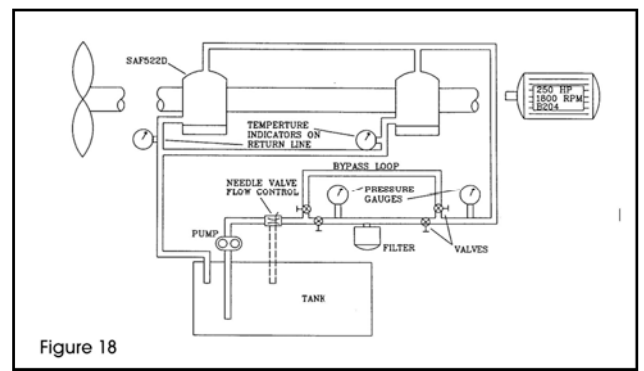 SAF522D
250 HP
1800 RPM
B204
TEMPERTURE
INDICATORS ON
RETURN LINE
BYPASS LOOP
NEEDLE VALVE
FLOW CONTROL
PRESSURE
GAUGES
PUMP
FILTER
VALVES
TANK
Figure 18